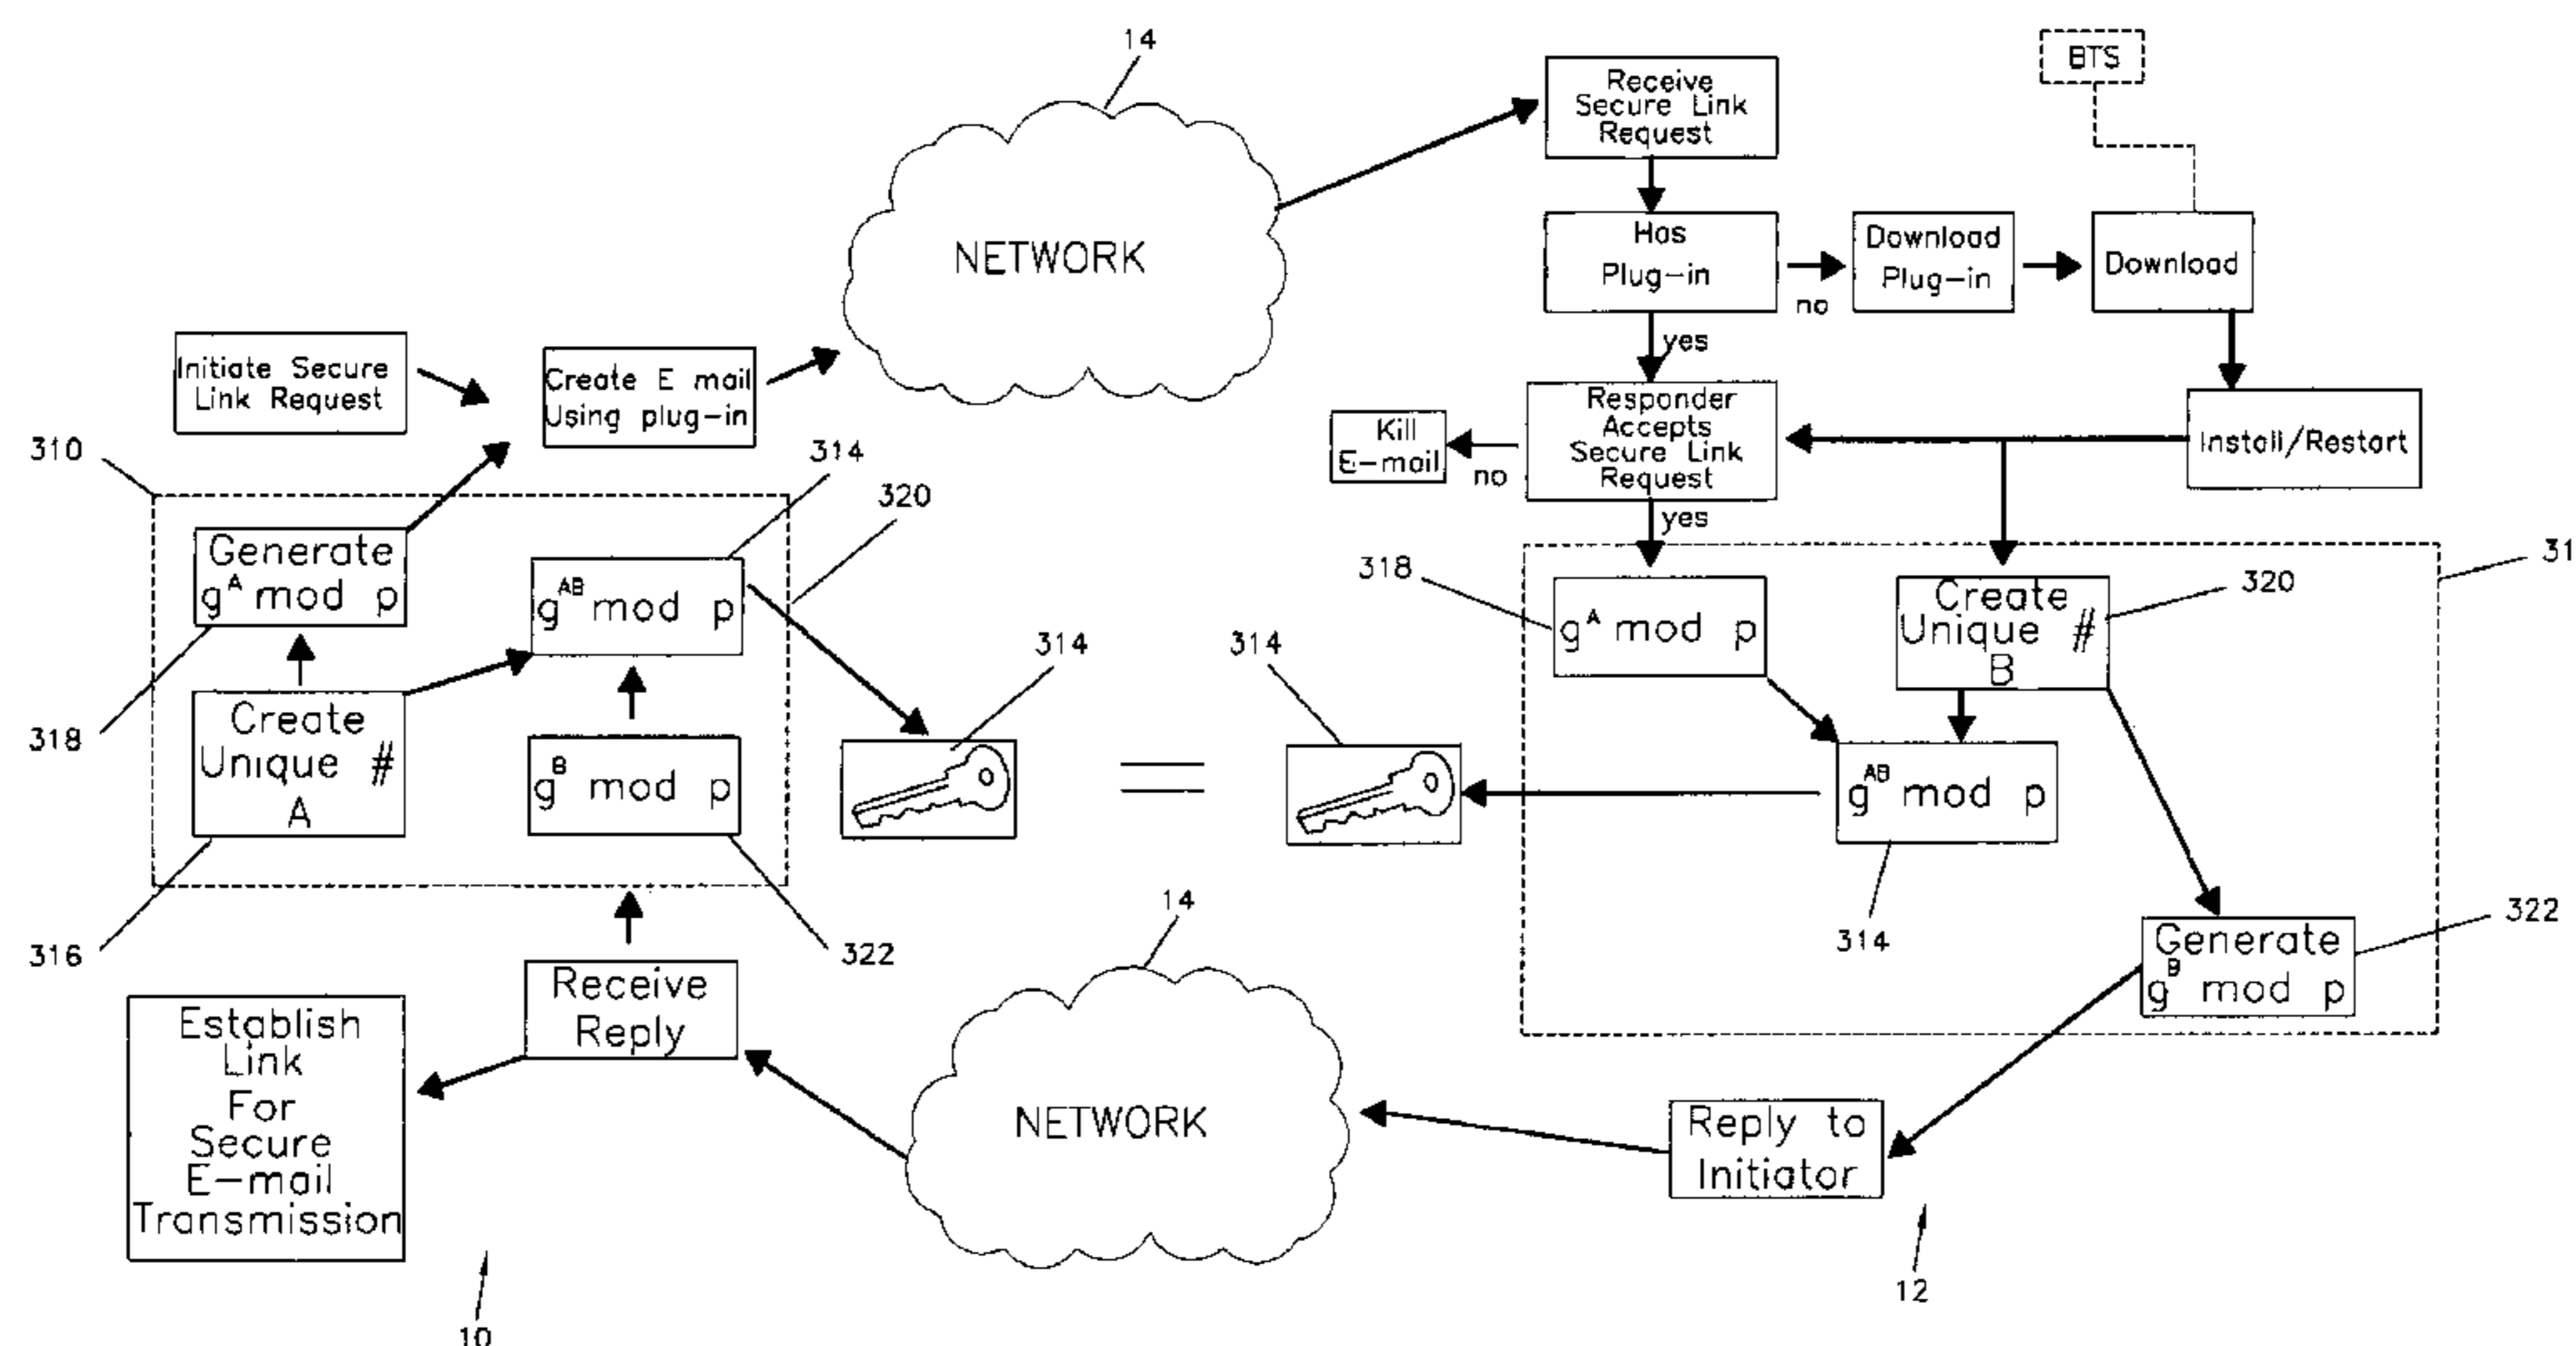 14
BTS
Receive
Secure Link
Request
NETWORK
Has
Plug-in
no
Download
Plug-in
Download
yes
Initiate Secure
Link Request
Create E mail
Using plug-in
Responder
Accepts
Secure Link
Request
no
Kill
E-mail
Install/Restart
yes
310
314
320
Generate
g^A mod p
g^AB mod p
318
Create
Unique #
A
g^B mod p
316
322
314
=
314
31
318
g^A mod p
Create
Unique #
B
320
g^AB mod p
314
Generate
g^B mod p
322
14
Receive
Reply
NETWORK
Reply to
Initiator
Establish
Link
For
Secure
E-mail
Transmission
10
12